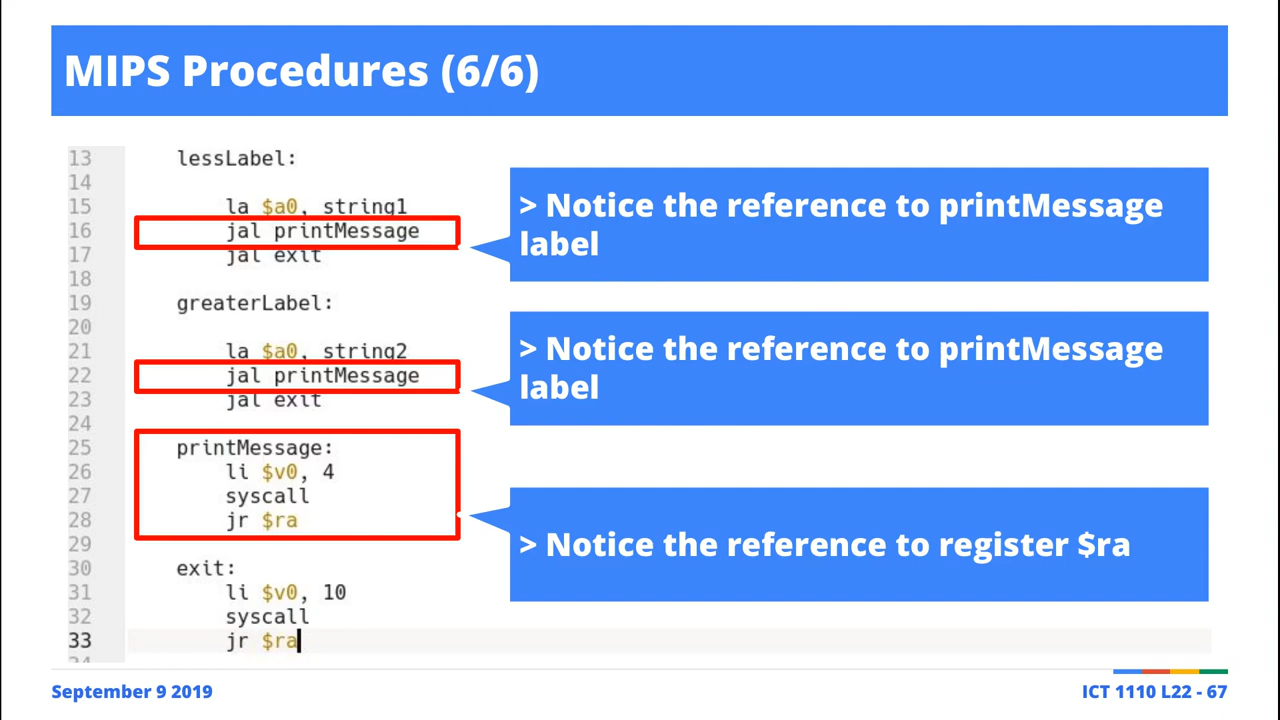 MIPS Procedures (6/6)
13 lessLabel:
14
15 la $a0, string1
16 jal printMessage
17 jal exit
18
19 greaterLabel:
20
21 la $a0, string2
22 jal printMessage
23 jal exit
24
25 printMessage:
26 li $v0, 4
27 syscall
28 jr $ra
29
30 exit:
31 li $v0, 10
32 syscall
33 jr $ra
> Notice the reference to printMessage
label
> Notice the reference to printMessage
label
> Notice the reference to register $ra
September 9 2019
ICT 1110 L22 - 67